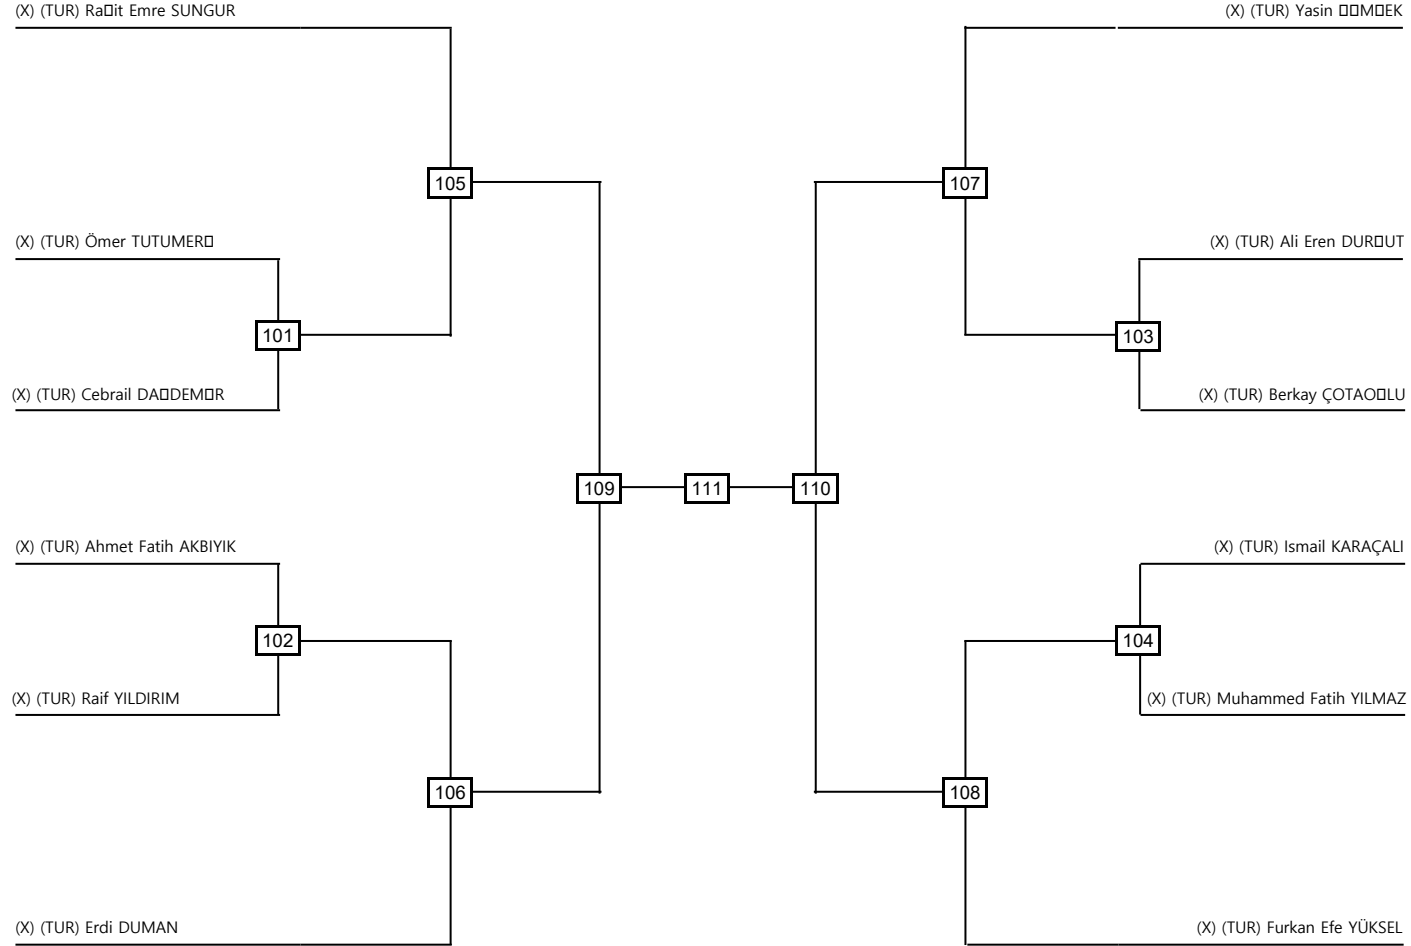 (X) (TUR) Ra▯it Emre SUNGUR
(X) (TUR) Yasin ▯▯M▯EK
105
107
(X) (TUR) Ömer TUTUMER▯
(X) (TUR) Ali Eren DUR▯UT
101
103
(X) (TUR) Cebrail DA▯DEM▯R
(X) (TUR) Berkay ÇOTAO▯LU
109
111
110
(X) (TUR) Ahmet Fatih AKBIYIK
(X) (TUR) Ismail KARAÇALI
102
104
(X) (TUR) Raif YILDIRIM
(X) (TUR) Muhammed Fatih YILMAZ
106
108
(X) (TUR) Erdi DUMAN
(X) (TUR) Furkan Efe YÜKSEL